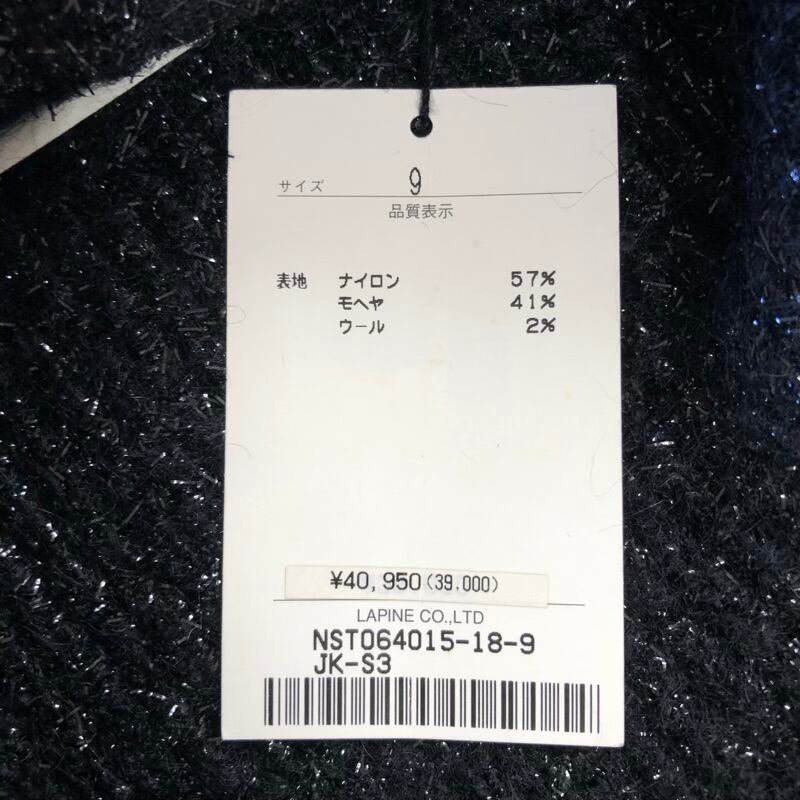 サイズ 9
品質表示
表地 ナイロン 57%
モヘヤ 41%
ウール 2%
¥40,950(39.000)
LAPINE CO.,LTD
NST064015-18-9
JK-S3